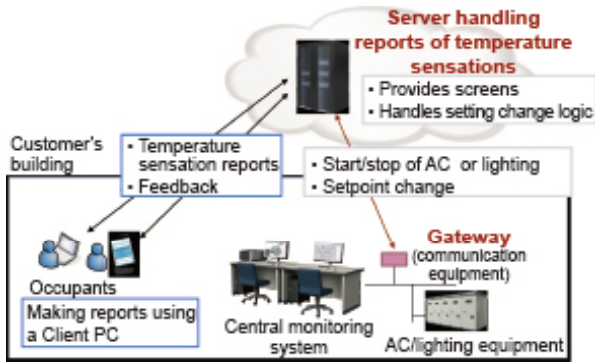 Server handling
reports of temperature
sensations
• Provides screens
• Handles setting change logic
Customer's
building
• Temperature
sensation reports
• Feedback
• Start/stop of AC or lighting
• Setpoint change
Gateway
(communication
equipment)
Occupants
Making reports using
a Client PC
Central monitoring
system
AC/lighting equipment